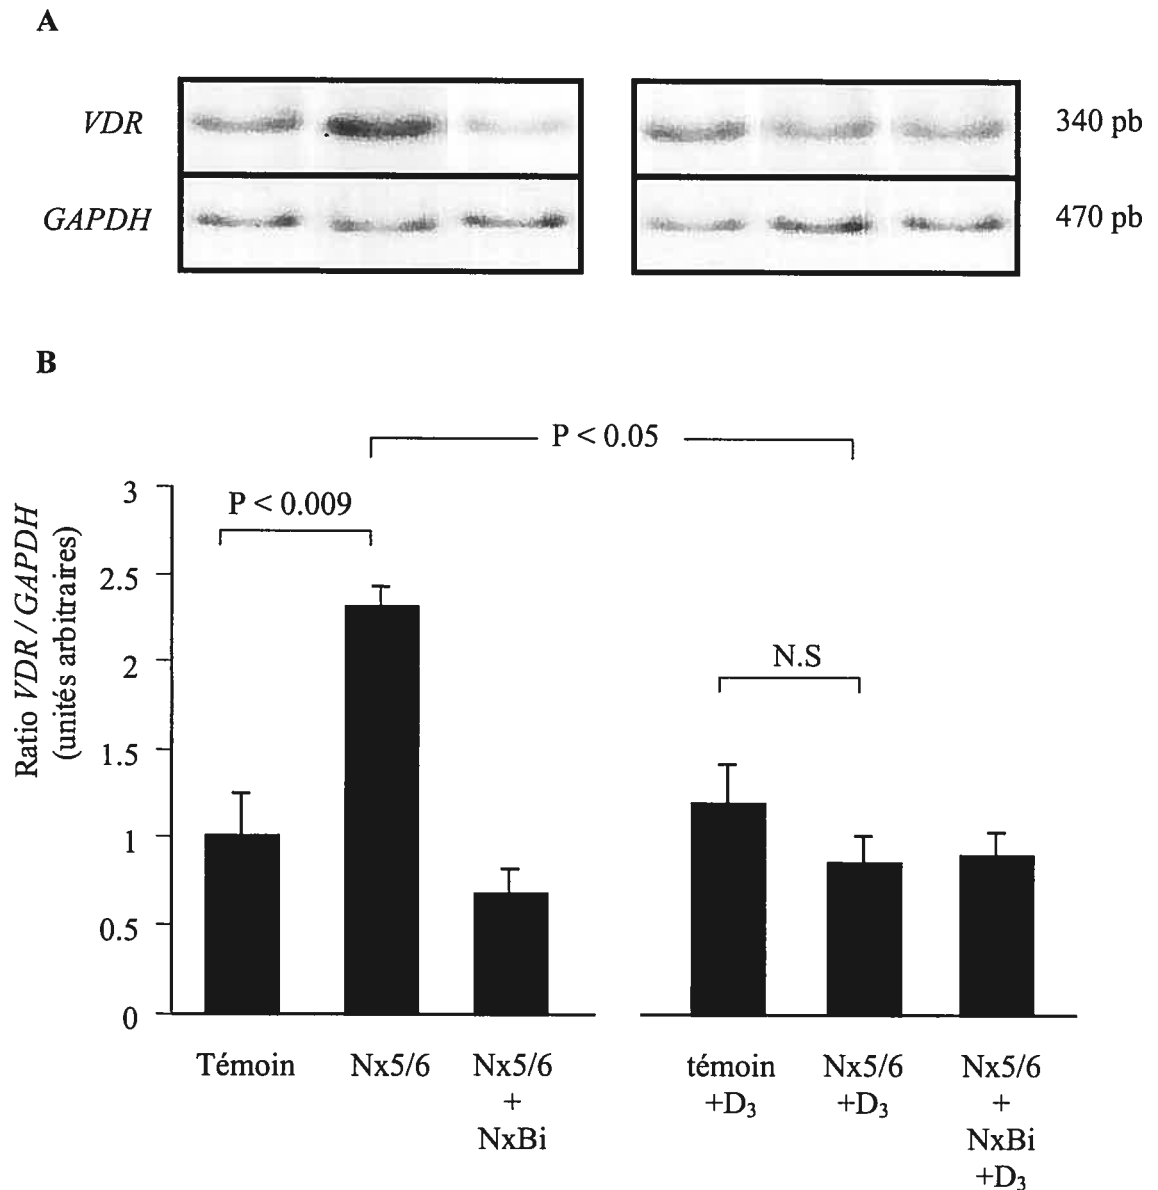 A
VDR
340 pb
GAPDH
470 pb
B
P < 0.05
P < 0.009
N.S
Ratio VDR / GAPDH
(unités arbitraires)
3
2.5
2
1.5
1
0.5
0
Témoin
Nx5/6
Nx5/6
+
NxBi
témoin
+D₃
Nx5/6
+D₃
Nx5/6
+
NxBi
+D₃